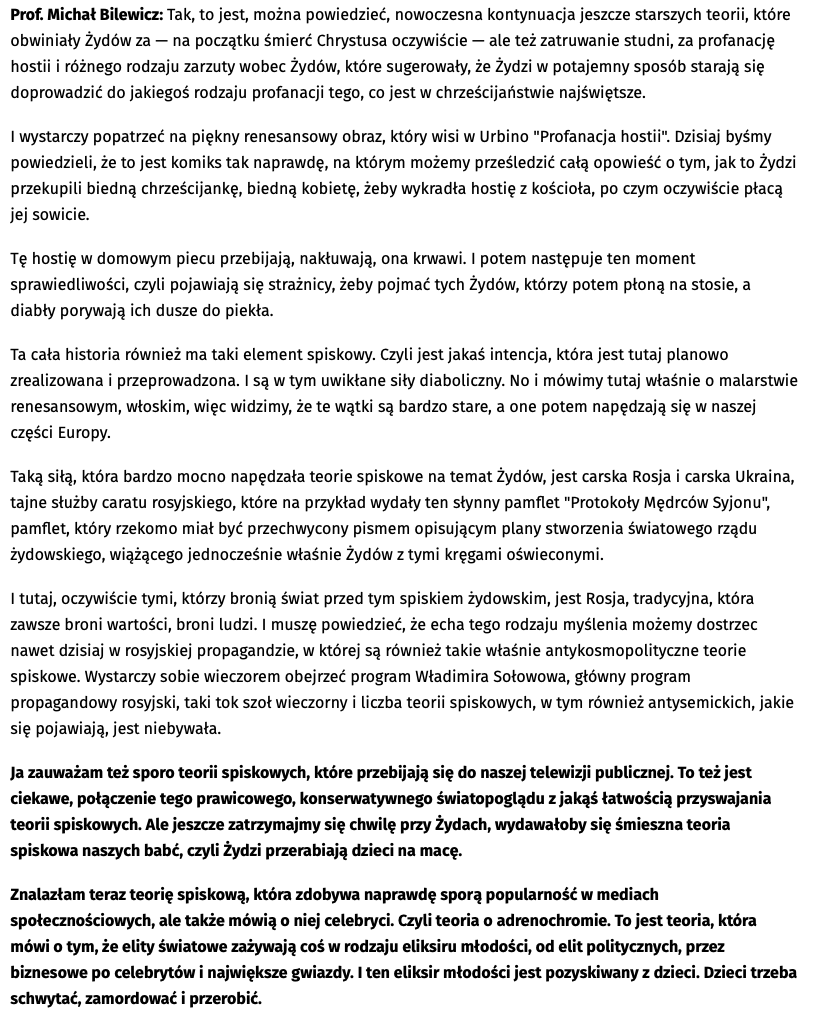 Prof. Michał Bilewicz: Tak, to jest, można powiedzieć, nowoczesna kontynuacja jeszcze starszych teorii, które
obwiniały Żydów za — na początku śmierć Chrystusa oczywiście — ale też zatruwanie studni, za profanację
hostii i różnego rodzaju zarzuty wobec Żydów, które sugerowały, że Żydzi w potajemny sposób starają się
doprowadzić do jakiegoś rodzaju profanacji tego, co jest w chrześcijaństwie najświętsze.
I wystarczy popatrzeć na piękny renesansowy obraz, który wisi w Urbino "Profanacja hostii". Dzisiaj byśmy
powiedzieli, że to jest komiks tak naprawdę, na którym możemy prześledzić całą opowieść o tym, jak to Żydzi
przekupili biedną chrześcijankę, biedną kobietę, żeby wykradła hostię z kościoła, po czym oczywiście płacą
jej sowicie.
Tę hostię w domowym piecu przebijają, nakłuwają, ona krwawi. I potem następuje ten moment
sprawiedliwości, czyli pojawiają się strażnicy, żeby pojmać tych Żydów, którzy potem płoną na stosie, a
diabły porywają ich dusze do piekła.
Ta cała historia również ma taki element spiskowy. Czyli jest jakaś intencja, która jest tutaj planowo
zrealizowana i przeprowadzona. I są w tym uwikłane siły diaboliczny. No i mówimy tutaj właśnie o malarstwie
renesansowym, włoskim, więc widzimy, że te wątki są bardzo stare, a one potem napędzają się w naszej
części Europy.
Taką siłą, która bardzo mocno napędzała teorie spiskowe na temat Żydów, jest carska Rosja i carska Ukraina,
tajne służby caratu rosyjskiego, które na przykład wydały ten słynny pamflet "Protokoły Mędrców Syjonu",
pamflet, który rzekomo miał być przechwycony pismem opisującym plany stworzenia światowego rządu
żydowskiego, wiążącego jednocześnie właśnie Żydów z tymi kręgami oświeconymi.
I tutaj, oczywiście tymi, którzy bronią świat przed tym spiskiem żydowskim, jest Rosja, tradycyjna, która
zawsze broni wartości, broni ludzi. I muszę powiedzieć, że echa tego rodzaju myślenia możemy dostrzec
nawet dzisiaj w rosyjskiej propagandzie, w której są również takie właśnie antykosmopolityczne teorie
spiskowe. Wystarczy sobie wieczorem obejrzeć program Władimira Sołowowa, główny program
propagandowy rosyjski, taki tok szoł wieczorny i liczba teorii spiskowych, w tym również antysemickich, jakie
się pojawiają, jest niebywała.
Ja zauważam też sporo teorii spiskowych, które przebijają się do naszej telewizji publicznej. To też jest
ciekawe, połączenie tego prawicowego, konserwatywnego światopoglądu z jakąś łatwością przyswajania
teorii spiskowych. Ale jeszcze zatrzymajmy się chwilę przy Żydach, wydawałoby się śmieszna teoria
spiskowa naszych babć, czyli Żydzi przerabiają dzieci na macę.
Znalazłam teraz teorię spiskową, która zdobywa naprawdę sporą popularność w mediach
społecznościowych, ale także mówią o niej celebryci. Czyli teoria o adrenochromie. To jest teoria, która
mówi o tym, że elity światowe zażywają coś w rodzaju eliksiru młodości, od elit politycznych, przez
biznesowe po celebrytów i największe gwiazdy. I ten eliksir młodości jest pozyskiwany z dzieci. Dzieci trzeba
schwytać, zamordować i przerobić.